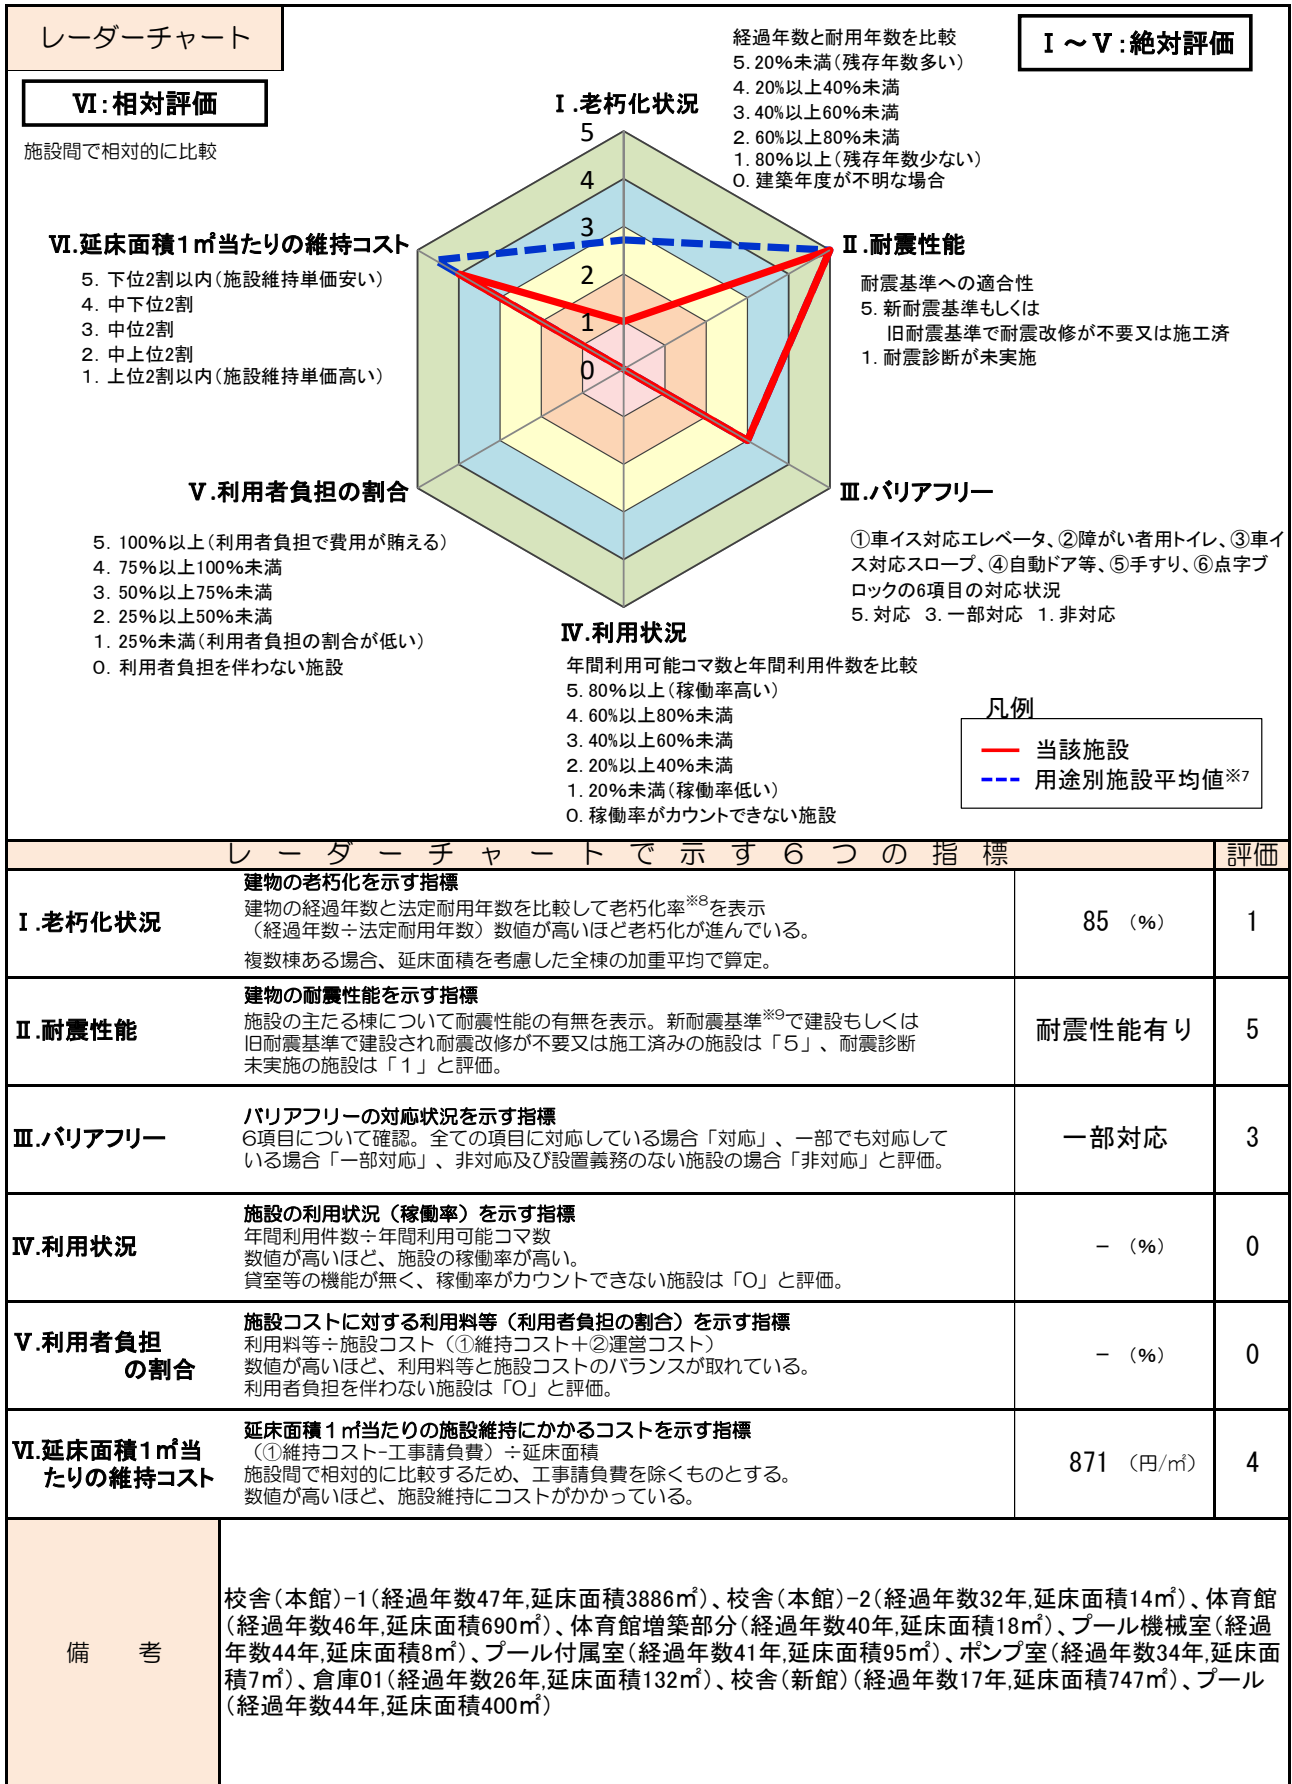 レーダーチャート
Ⅰ～Ⅴ：絶対評価
Ⅵ：相対評価
施設間で相対的に比較
Ⅰ.老朽化状況
経過年数と耐用年数を比較
5.20%未満（残存年数多い）
4.20%以上40%未満
3.40%以上60%未満
2.60%以上80%未満
1.80%以上（残存年数少ない）
0.建築年度が不明な場合
5
4
3
2
1
0
Ⅱ.耐震性能
耐震基準への適合性
5.新耐震基準もしくは
旧耐震基準で耐震改修が不要又は施工済
1.耐震診断が未実施
Ⅵ.延床面積1㎡当たりの維持コスト
5.下位2割以内（施設維持単価安い）
4.中下位2割
3.中位2割
2.中上位2割
1.上位2割以内（施設維持単価高い）
Ⅴ.利用者負担の割合
5.100%以上（利用者負担で費用が賄える）
4.75%以上100%未満
3.50%以上75%未満
2.25%以上50%未満
1.25%未満（利用者負担の割合が低い）
0.利用者負担を伴わない施設
Ⅲ.バリアフリー
①車イス対応エレベータ、②障がい者用トイレ、③車イ
ス対応スロープ、④自動ドア等、⑤手すり、⑥点字ブ
ロックの6項目の対応状況
5.対応 3.一部対応 1.非対応
Ⅳ.利用状況
年間利用可能コマ数と年間利用件数を比較
5.80%以上（稼働率高い）
4.60%以上80%未満
3.40%以上60%未満
2.20%以上40%未満
1.20%未満（稼働率低い）
0.稼働率がカウントできない施設
凡例
当該施設
用途別施設平均値※7
レーダーチャートで示す6つの指標 評価
Ⅰ.老朽化状況
建物の老朽化を示す指標
建物の経過年数と法定耐用年数を比較して老朽化率※8を表示
（経過年数÷法定耐用年数）数値が高いほど老朽化が進んでいる。
複数棟ある場合、延床面積を考慮した全棟の加重平均で算定。
85 （%） 1
Ⅱ.耐震性能
建物の耐震性能を示す指標
施設の主たる棟について耐震性能の有無を表示。新耐震基準※9で建設もしくは
旧耐震基準で建設され耐震改修が不要又は施工済みの施設は「5」、耐震診断
未実施の施設は「1」と評価。
耐震性能有り 5
Ⅲ.バリアフリー
バリアフリーの対応状況を示す指標
6項目について確認。全ての項目に対応している場合「対応」、一部でも対応して
いる場合「一部対応」、非対応及び設置義務のない施設の場合「非対応」と評価。
一部対応 3
Ⅳ.利用状況
施設の利用状況（稼働率）を示す指標
年間利用件数÷年間利用可能コマ数
数値が高いほど、施設の稼働率が高い。
貸室等の機能が無く、稼働率がカウントできない施設は「0」と評価。
－ （%） 0
Ⅴ.利用者負担
の割合
施設コストに対する利用料等（利用者負担の割合）を示す指標
利用料等÷施設コスト（①維持コスト＋②運営コスト）
数値が高いほど、利用料等と施設コストのバランスが取れている。
利用者負担を伴わない施設は「0」と評価。
－ （%） 0
Ⅵ.延床面積1㎡当
たりの維持コスト
延床面積1㎡当たりの施設維持にかかるコストを示す指標
（①維持コスト-工事請負費）÷延床面積
施設間で相対的に比較するため、工事請負費を除くものとする。
数値が高いほど、施設維持にコストがかかっている。
871 （円/㎡） 4
備 考
校舎(本館)-1(経過年数47年,延床面積3886㎡)、校舎(本館)-2(経過年数32年,延床面積14㎡)、体育館
(経過年数46年,延床面積690㎡)、体育館増築部分(経過年数40年,延床面積18㎡)、プール機械室(経過
年数44年,延床面積8㎡)、プール付属室(経過年数41年,延床面積95㎡)、ポンプ室(経過年数34年,延床面
積7㎡)、倉庫01(経過年数26年,延床面積132㎡)、校舎(新館)(経過年数17年,延床面積747㎡)、プール
(経過年数44年,延床面積400㎡)